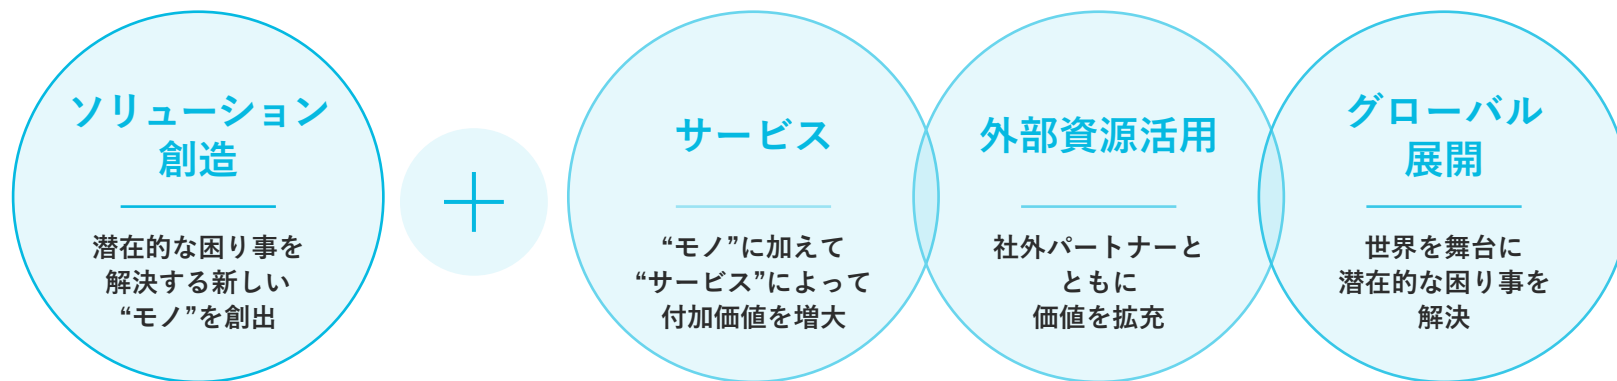 ソリューション
創造
潜在的な困り事を
解決する新しい
“モノ”を創出
サービス
“モノ”に加えて
“サービス”によって
付加価値を増大
外部資源活用
社外パートナーと
ともに
価値を拡充
グローバル
展開
世界を舞台に
潜在的な困り事を
解決